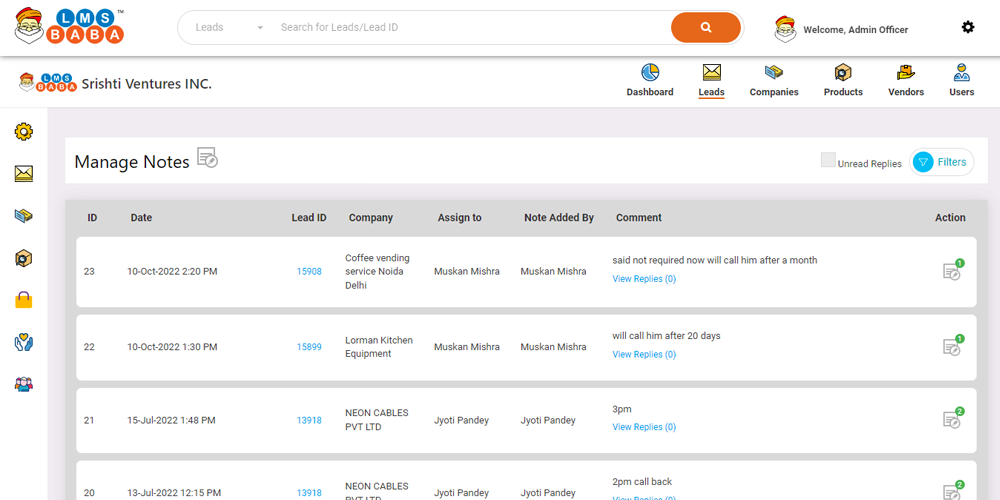 LMS BABA™
Leads
Search for Leads/Lead ID
Welcome, Admin Officer
LMS BABA
Srishti Ventures INC.
Dashboard
Leads
Companies
Products
Vendors
Users
Manage Notes
Unread Replies
Filters
ID Date Lead ID Company Assign to Note Added By Comment Action
23 10-Oct-2022 2:20 PM 15908
Coffee vending
service Noida
Delhi
Muskan Mishra Muskan Mishra
said not required now will call him after a month
View Replies (0)
1
22 10-Oct-2022 1:30 PM 15899
Lorman Kitchen
Equipment
Muskan Mishra Muskan Mishra
will call him after 20 days
View Replies (0)
1
21 15-Jul-2022 1:48 PM 13918
NEON CABLES
PVT LTD
Jyoti Pandey Jyoti Pandey
3pm
View Replies (0)
2
20 13-Jul-2022 12:15 PM 13918
NEON CABLES
PVT LTD
Jyoti Pandey Jyoti Pandey
2pm call back
View Replies (0)
2